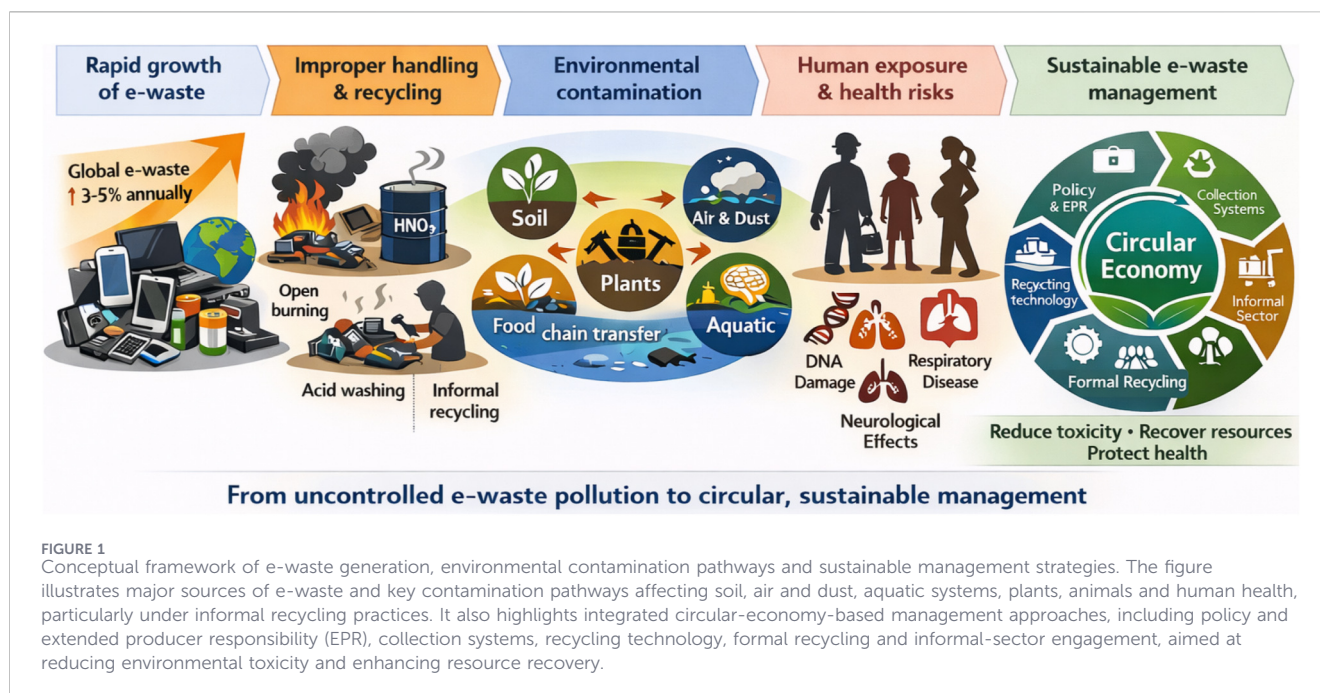 Rapid growth
of e-waste
Improper handling
& recycling
Environmental
contamination
Human exposure
& health risks
Sustainable e-waste
management
Global e-waste
↑ 3-5% annually
HNO₃
Open
burning
Acid washing
Informal
recycling
Soil
Air & Dust
Plants
Food chain transfer
Aquatic
DNA
Damage
Respiratory
Disease
Neurological
Effects
Policy
& EPR
Collection
Systems
Circular
Economy
Recycting
technology
Informal
Sector
Formal Recycling
Reduce toxicity • Recover resources
Protect health
From uncontrolled e-waste pollution to circular, sustainable management
FIGURE 1
Conceptual framework of e-waste generation, environmental contamination pathways and sustainable management strategies. The figure
illustrates major sources of e-waste and key contamination pathways affecting soil, air and dust, aquatic systems, plants, animals and human health,
particularly under informal recycling practices. It also highlights integrated circular-economy-based management approaches, including policy and
extended producer responsibility (EPR), collection systems, recycling technology, formal recycling and informal-sector engagement, aimed at
reducing environmental toxicity and enhancing resource recovery.